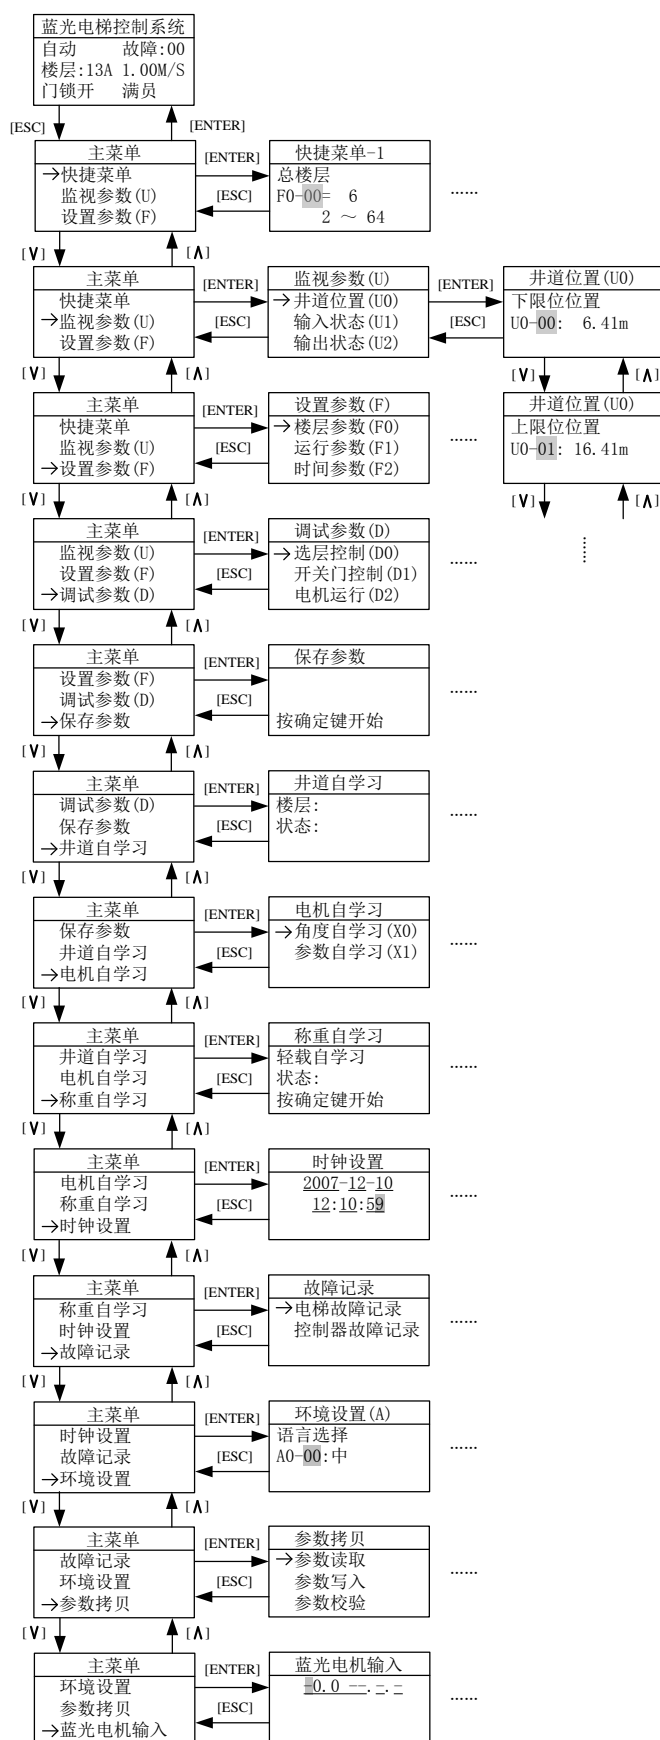 蓝光电梯控制系统
自动 故障:00
楼层:13A 1.00M/S
门锁开 满员
[ESC] [ENTER]
主菜单
→快捷菜单
监视参数(U)
设置参数(F)
[ENTER]
[ESC]
快捷菜单-1
总楼层
F0-00= 6
2 ～ 64
......
[∨] [∧]
主菜单
快捷菜单
→监视参数(U)
设置参数(F)
[ENTER]
[ESC]
监视参数(U)
→井道位置(U0)
输入状态(U1)
输出状态(U2)
[ENTER]
[ESC]
井道位置(U0)
下限位位置
U0-00: 6.41m
[∨] [∧]
[∨] [∧]
主菜单
快捷菜单
监视参数(U)
→设置参数(F)
[ENTER]
[ESC]
设置参数(F)
→楼层参数(F0)
运行参数(F1)
时间参数(F2)
......
井道位置(U0)
上限位位置
U0-01: 16.41m
[∨] [∧]
......
[∨] [∧]
主菜单
监视参数(U)
设置参数(F)
→调试参数(D)
[ENTER]
[ESC]
调试参数(D)
→选层控制(D0)
开关门控制(D1)
电机运行(D2)
......
[∨] [∧]
主菜单
设置参数(F)
调试参数(D)
→保存参数
[ENTER]
[ESC]
保存参数
按确定键开始
......
[∨] [∧]
主菜单
调试参数(D)
保存参数
→井道自学习
[ENTER]
[ESC]
井道自学习
楼层:
状态:
......
[∨] [∧]
主菜单
保存参数
井道自学习
→电机自学习
[ENTER]
[ESC]
电机自学习
→角度自学习(X0)
参数自学习(X1)
......
[∨] [∧]
主菜单
井道自学习
电机自学习
→称重自学习
[ENTER]
[ESC]
称重自学习
轻载自学习
状态:
按确定键开始
......
[∨] [∧]
主菜单
电机自学习
称重自学习
→时钟设置
[ENTER]
[ESC]
时钟设置
2007-12-10
12:10:59
......
[∨] [∧]
主菜单
称重自学习
时钟设置
→故障记录
[ENTER]
[ESC]
故障记录
→电梯故障记录
控制器故障记录
......
[∨] [∧]
主菜单
时钟设置
故障记录
→环境设置
[ENTER]
[ESC]
环境设置(A)
语言选择
A0-00:中
......
[∨] [∧]
主菜单
故障记录
环境设置
→参数拷贝
[ENTER]
[ESC]
参数拷贝
→参数读取
参数写入
参数校验
......
[∨] [∧]
主菜单
环境设置
参数拷贝
→蓝光电机输入
[ENTER]
[ESC]
蓝光电机输入
-0.0 --.-.-
......